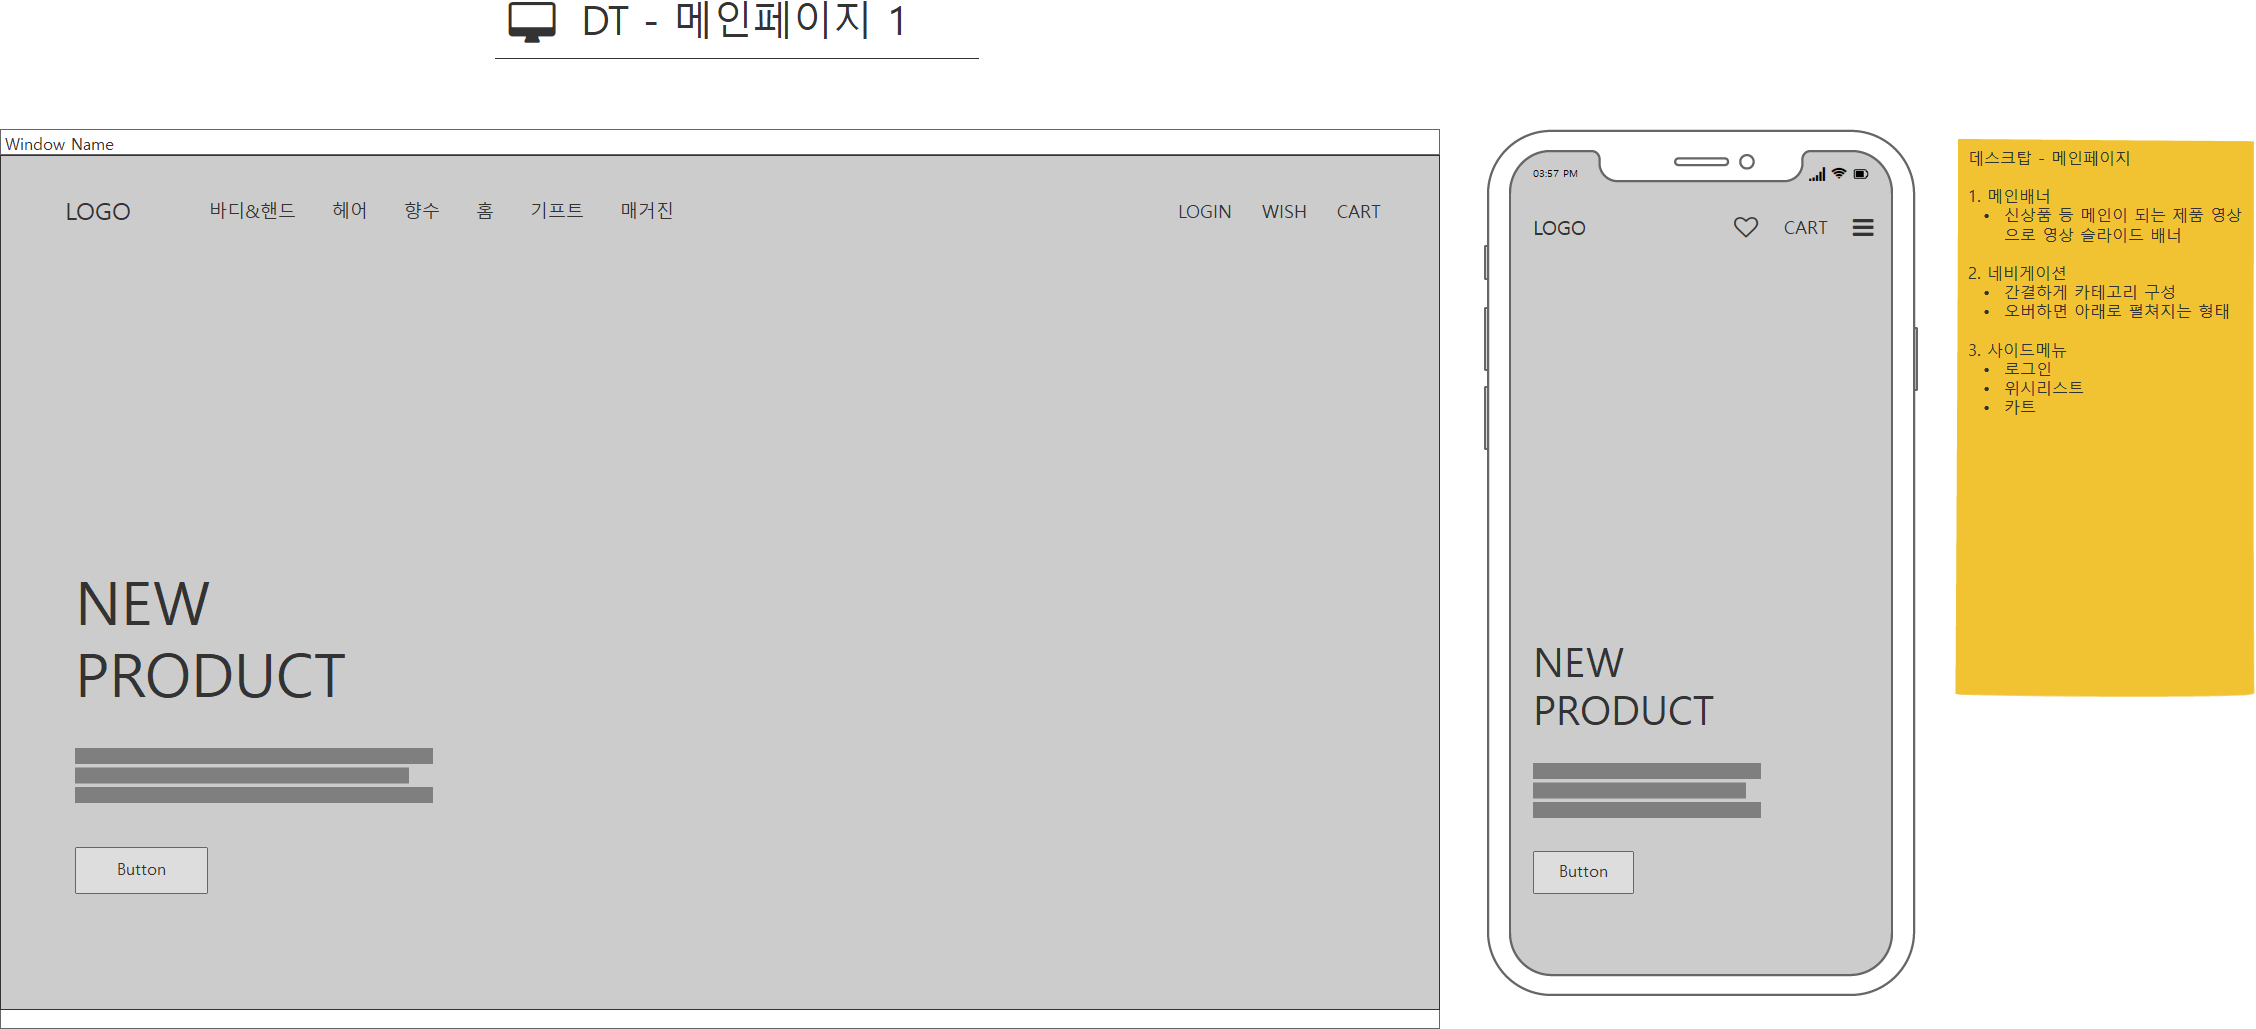 DT - 메인페이지 1
Window Name
LOGO 바디&핸드 헤어 향수 홈 기프트 매거진 LOGIN WISH CART
NEW
PRODUCT
Button
03:57 PM
LOGO CART
NEW
PRODUCT
Button
데스크탑 - 메인페이지
1. 메인배너
• 신상품 등 메인이 되는 제품 영상
으로 영상 슬라이드 배너
2. 네비게이션
• 간결하게 카테고리 구성
• 오버하면 아래로 펼쳐지는 형태
3. 사이드메뉴
• 로그인
• 위시리스트
• 카트